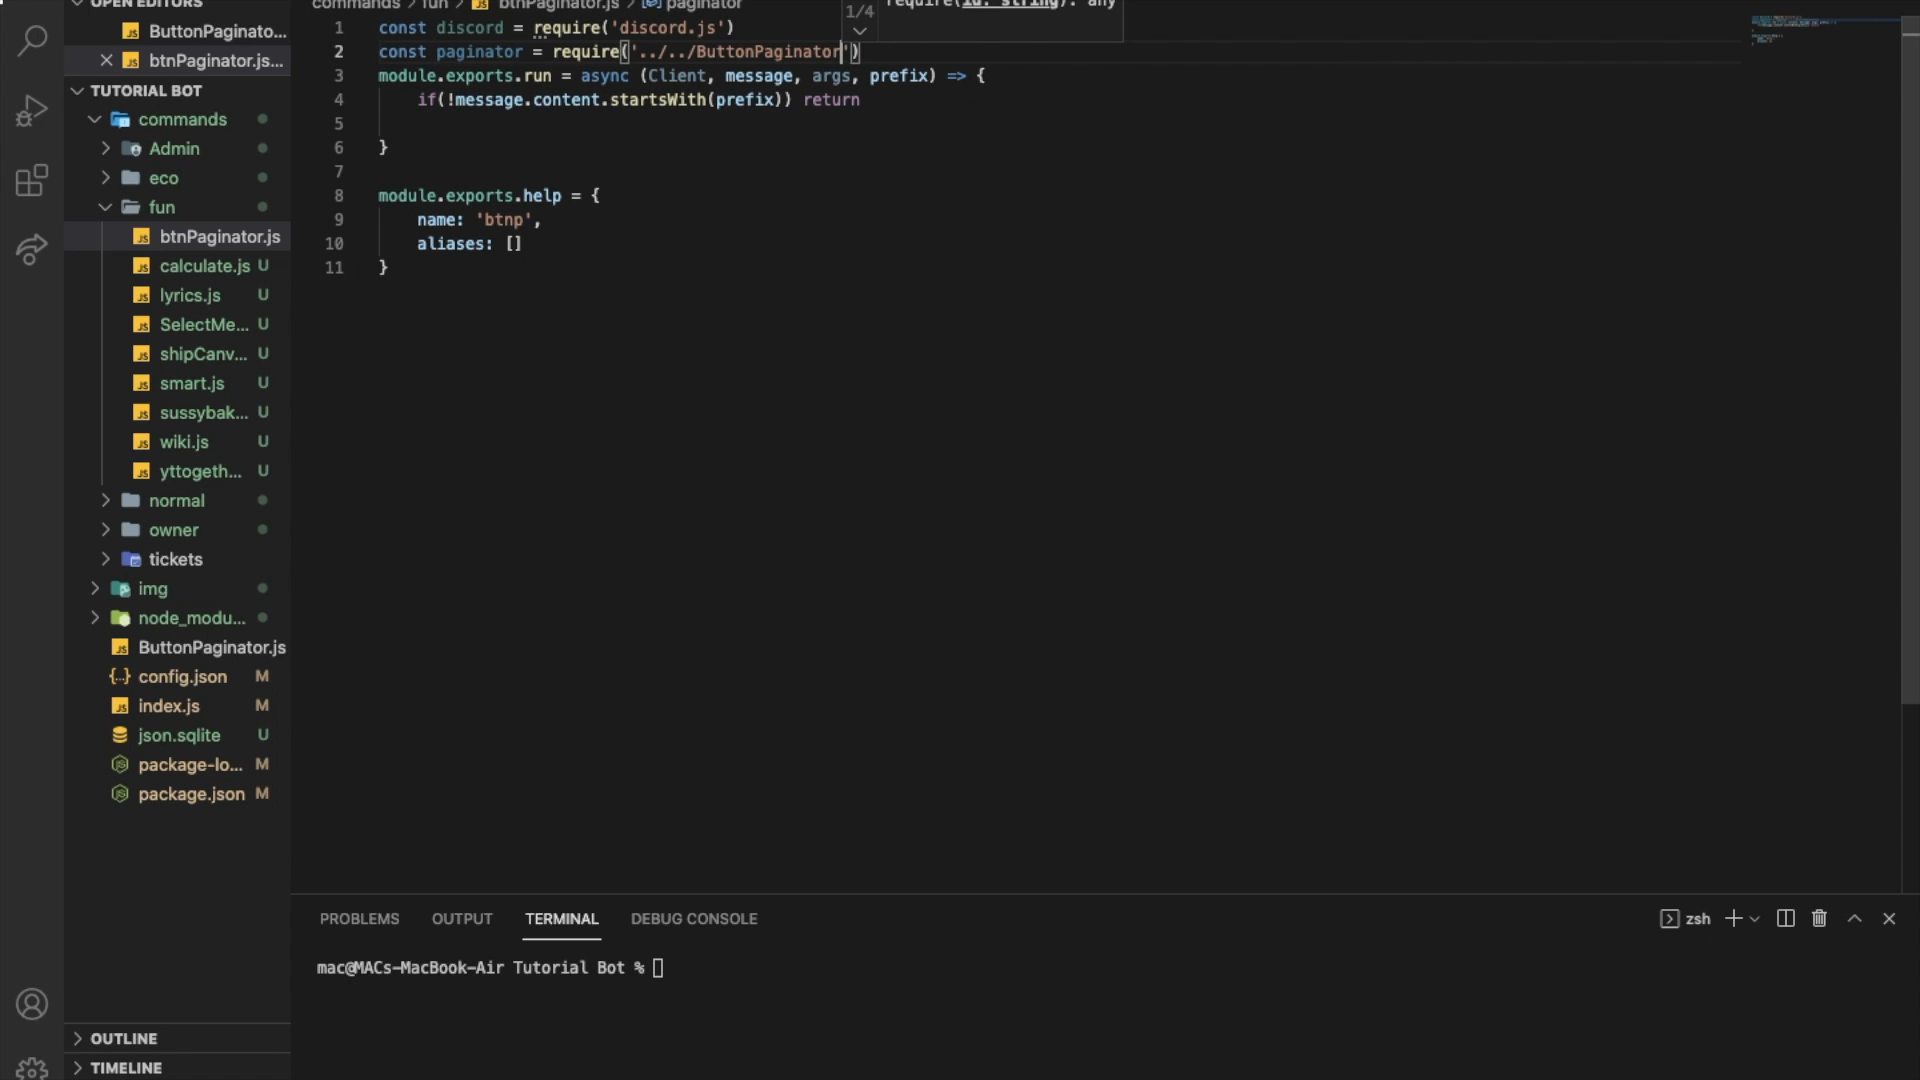 OPEN EDITORS
ButtonPaginato...
btnPaginator.js...
TUTORIAL BOT
commands
Admin
eco
fun
btnPaginator.js
calculate.js U
lyrics.js U
SelectMe... U
shipCanv... U
smart.js U
sussybak... U
wiki.js U
yttogeth... U
normal
owner
tickets
img
node_modu...
ButtonPaginator.js
config.json M
index.js M
json.sqlite U
package-lo... M
package.json M
OUTLINE
TIMELINE
commands > fun > btnPaginator.js > paginator
1/4 require(id: string): any
1 const discord = require('discord.js')
2 const paginator = require('../../ButtonPaginator')
3 module.exports.run = async (Client, message, args, prefix) => {
4 if(!message.content.startsWith(prefix)) return
5
6 }
7
8 module.exports.help = {
9 name: 'btnp',
10 aliases: []
11 }
PROBLEMS OUTPUT TERMINAL DEBUG CONSOLE
zsh
mac@MACs-MacBook-Air Tutorial Bot %